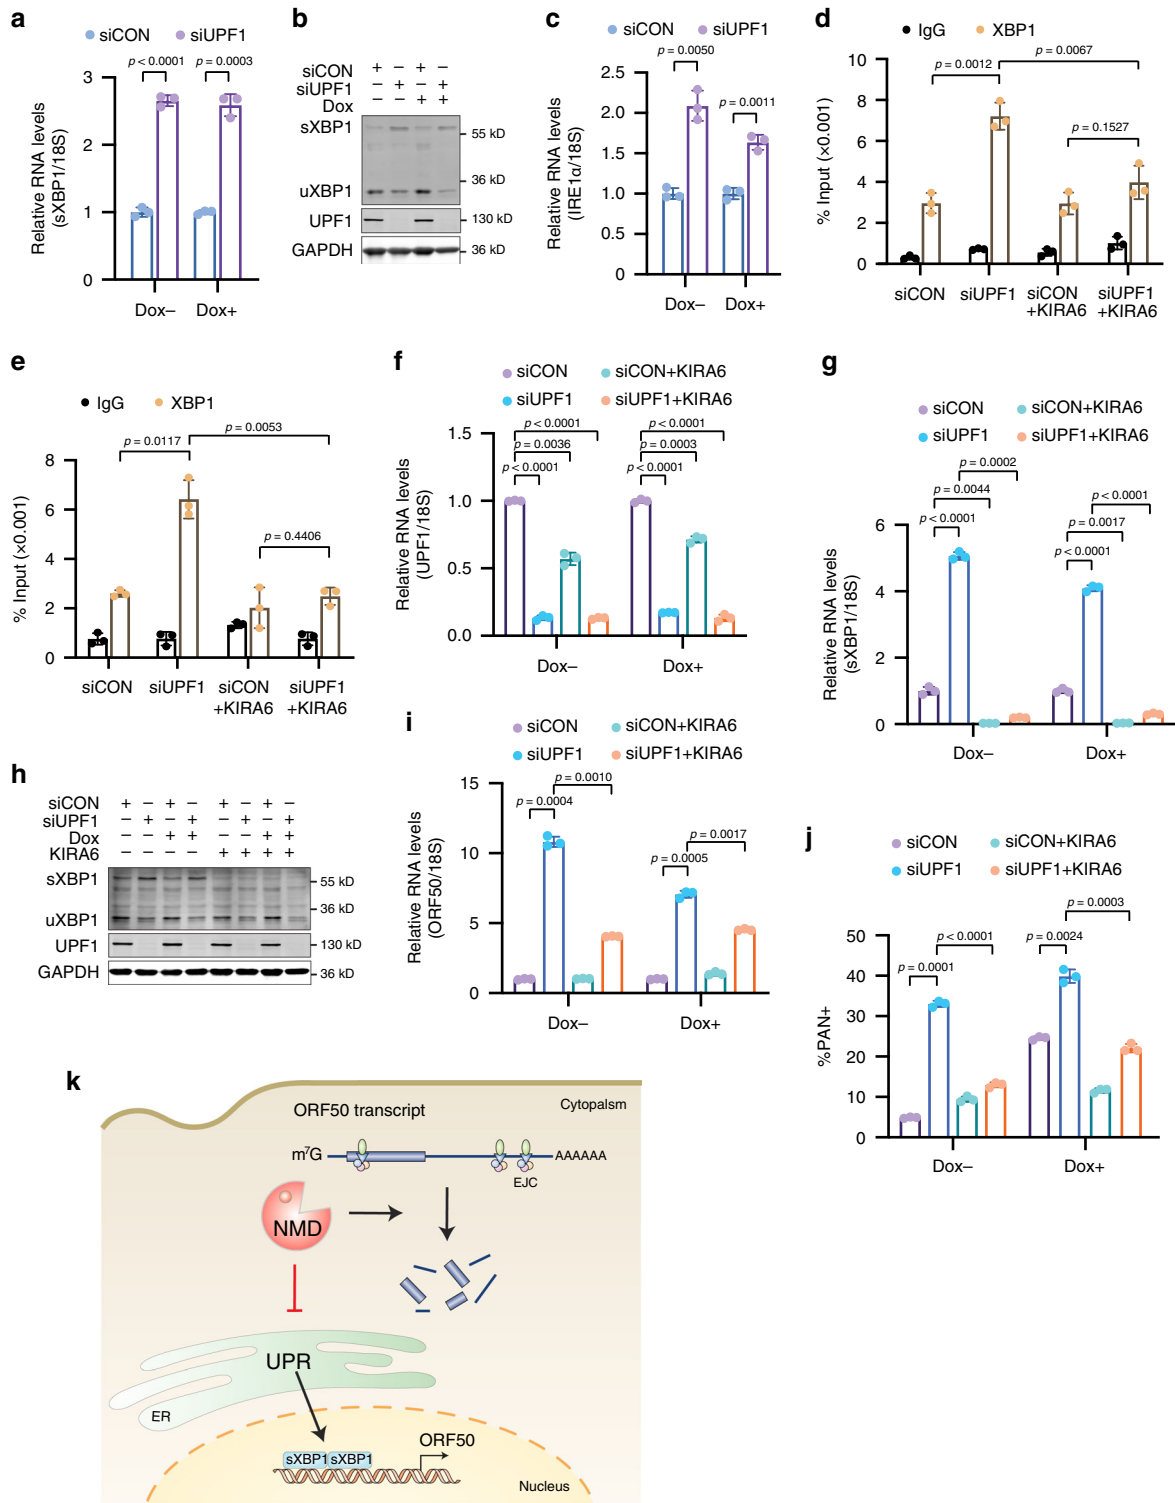 a
siCON siUPF1
p < 0.0001 p = 0.0003
Relative RNA levels
(sXBP1/18S)
3
2
1
0
Dox– Dox+
b
siCON + – + –
siUPF1 – + – +
Dox – – + +
sXBP1
55 kD
36 kD
uXBP1
UPF1
130 kD
GAPDH
36 kD
c
siCON siUPF1
p = 0.0050
p = 0.0011
Relative RNA levels
(IRE1α/18S)
2.5
2.0
1.5
1.0
0.5
0
Dox– Dox+
d
IgG XBP1
p = 0.0067
p = 0.0012
p = 0.1527
% Input (×0.001)
10
8
6
4
2
0
siCON siUPF1 siCON +KIRA6 siUPF1 +KIRA6
e
IgG XBP1
p = 0.0053
p = 0.0117
p = 0.4406
% Input (×0.001)
8
6
4
2
0
siCON siUPF1 siCON +KIRA6 siUPF1 +KIRA6
f
siCON siCON+KIRA6
siUPF1 siUPF1+KIRA6
p < 0.0001 p < 0.0001
p = 0.0036 p = 0.0003
p < 0.0001 p < 0.0001
Relative RNA levels
(UPF1/18S)
1.5
1.0
0.5
0.0
Dox– Dox+
g
siCON siCON+KIRA6
siUPF1 siUPF1+KIRA6
p = 0.0002
p = 0.0044 p < 0.0001
p < 0.0001 p = 0.0017
p < 0.0001
Relative RNA levels
(sXBP1/18S)
6
4
2
0
Dox– Dox+
h
siCON + – + – + – + –
siUPF1 – + – + – + – +
Dox – – + + – – + +
KIRA6 – – – – + + + +
sXBP1
55 kD
36 kD
uXBP1
UPF1
130 kD
GAPDH
36 kD
i
siCON siCON+KIRA6
siUPF1 siUPF1+KIRA6
p = 0.0010
p = 0.0004
p = 0.0017
p = 0.0005
Relative RNA levels
(ORF50/18S)
15
10
5
0
Dox– Dox+
j
siCON siCON+KIRA6
siUPF1 siUPF1+KIRA6
p = 0.0003
p < 0.0001 p = 0.0024
p = 0.0001
%PAN+
50
40
30
20
10
0
Dox– Dox+
k
ORF50 transcript
Cytopalsm
m7G AAAAAA
EJC
NMD
UPR
ER
ORF50
sXBP1 sXBP1
Nucleus